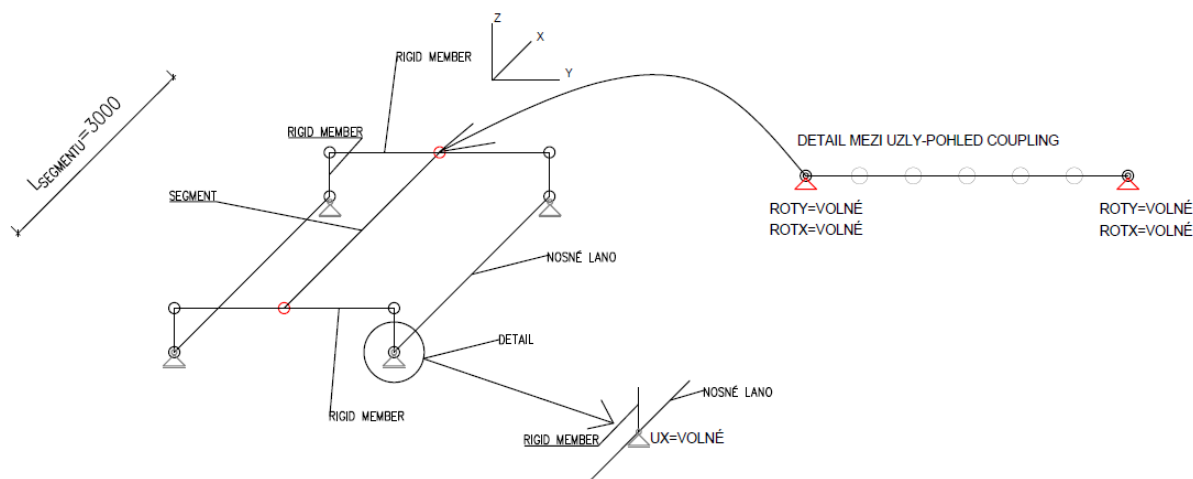 Z
X
Y
RIGID MEMBER
LSEGMENTU=3000
RIGID MEMBER
DETAIL MEZI UZLY-POHLED COUPLING
SEGMENT
ROTY=VOLNÉ
ROTX=VOLNÉ
ROTY=VOLNÉ
ROTX=VOLNÉ
NOSNÉ LANO
DETAIL
NOSNÉ LANO
RIGID MEMBER
RIGID MEMBER
UX=VOLNÉ